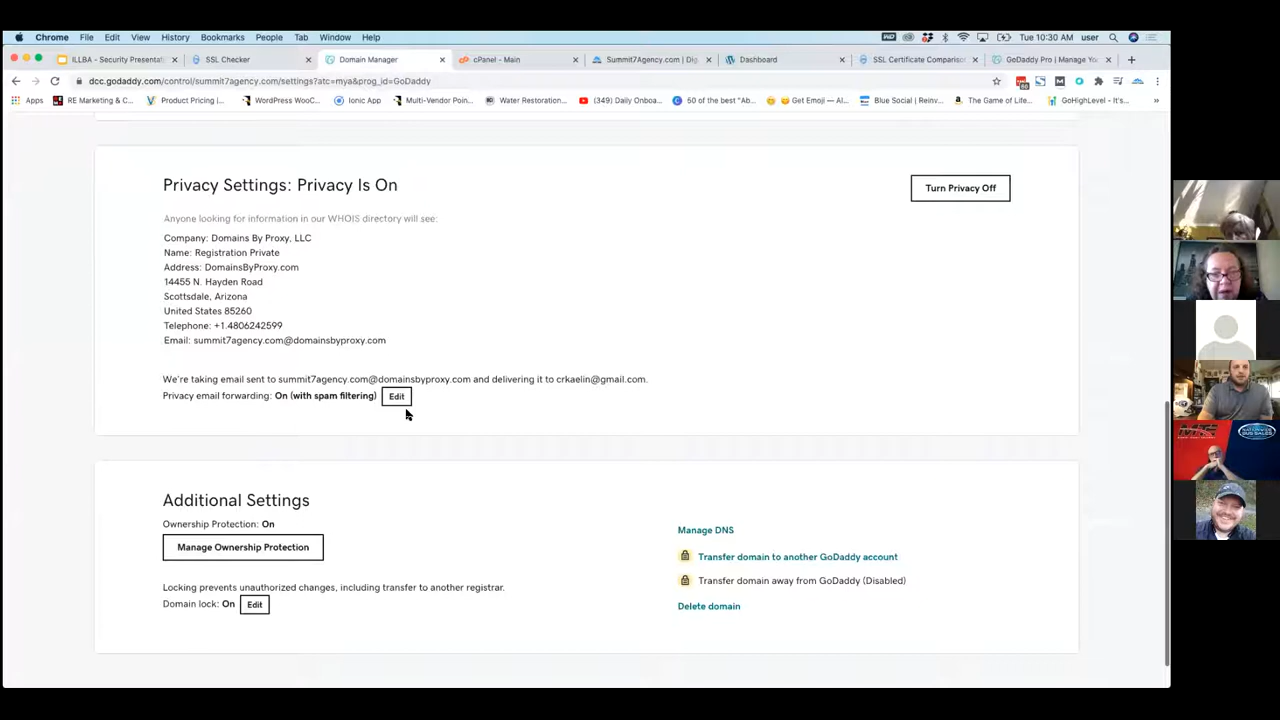 Chrome File Edit View History Bookmarks People Tab Window Help
Tue 10:30 AM user
ILLBA - Security Presentati
SSL Checker
Domain Manager
cPanel - Main
Summit7Agency.com | Dig
Dashboard
SSL Certificate Comparison
GoDaddy Pro | Manage You
dcc.godaddy.com/control/summit7agency.com/settings?atc=mya&prog_id=GoDaddy
Apps RE Marketing & C... Product Pricing |... WordPress WooC... Ionic App Multi-Vendor Poin... Water Restoration... (349) Daily Onboa... 50 of the best "Ab... Get Emoji — Al... Blue Social | Reinv... The Game of Life... GoHighLevel - It's... »
Privacy Settings: Privacy Is On
Turn Privacy Off
Anyone looking for information in our WHOIS directory will see:
Company: Domains By Proxy, LLC
Name: Registration Private
Address: DomainsByProxy.com
14455 N. Hayden Road
Scottsdale, Arizona
United States 85260
Telephone: +1.4806242599
Email: summit7agency.com@domainsbyproxy.com
We're taking email sent to summit7agency.com@domainsbyproxy.com and delivering it to crkaelin@gmail.com.
Privacy email forwarding: On (with spam filtering) Edit
Additional Settings
Ownership Protection: On
Manage Ownership Protection
Locking prevents unauthorized changes, including transfer to another registrar.
Domain lock: On Edit
Manage DNS
Transfer domain to another GoDaddy account
Transfer domain away from GoDaddy (Disabled)
Delete domain